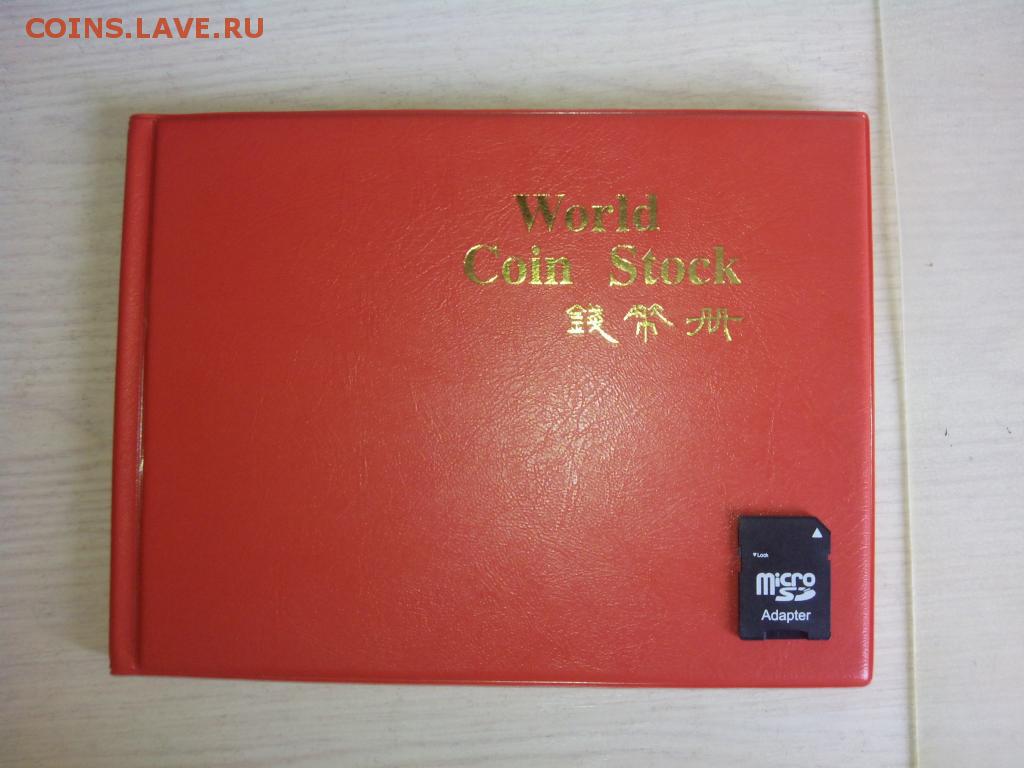 COINS.LAVE.RU
World
Coin Stock
錢幣册
Lock
micro
SD
Adapter